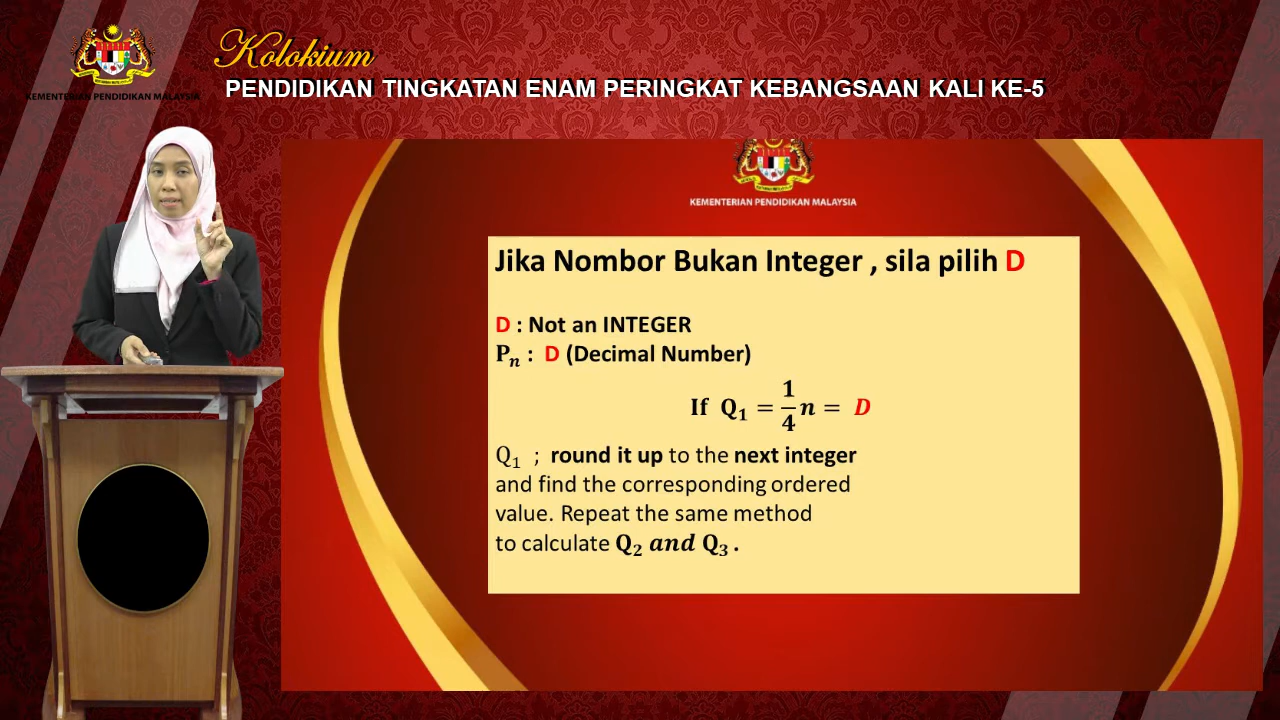 Kolokium
PENDIDIKAN TINGKATAN ENAM PERINGKAT KEBANGSAAN KALI KE-5
KEMENTERIAN PENDIDIKAN MALAYSIA
KEMENTERIAN PENDIDIKAN MALAYSIA
Jika Nombor Bukan Integer , sila pilih D
D : Not an INTEGER
Pₙ : D (Decimal Number)
If Q₁ = 1/4 n = D
Q₁ ; round it up to the next integer
and find the corresponding ordered
value. Repeat the same method
to calculate Q₂ and Q₃ .